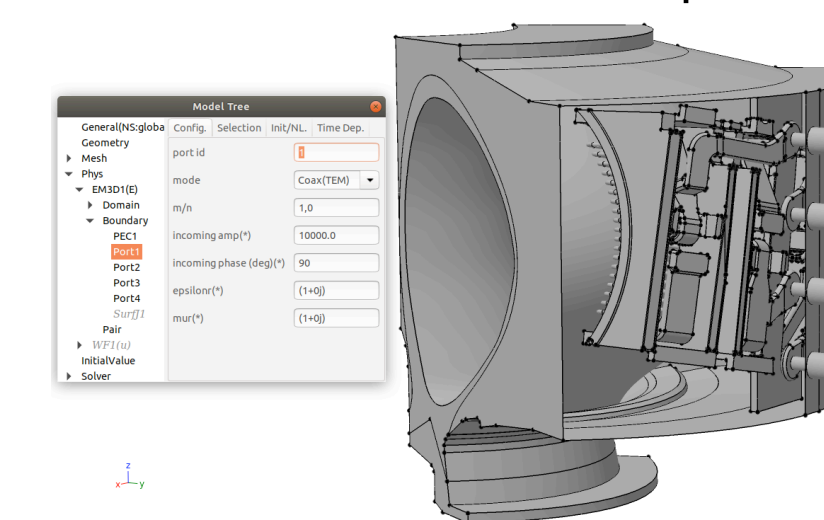 Model Tree
General(NS:globa
Geometry
Mesh
Phys
EM3D1(E)
Domain
Boundary
PEC1
Port1
Port2
Port3
Port4
SurfJ1
Pair
WF1(u)
InitialValue
Solver
Config. Selection Init/NL. Time Dep.
port id 1
mode Coax(TEM)
m/n 1,0
incoming amp(*) 10000.0
incoming phase (deg)(*) 90
epsilonr(*) (1+0j)
mur(*) (1+0j)
z
x y